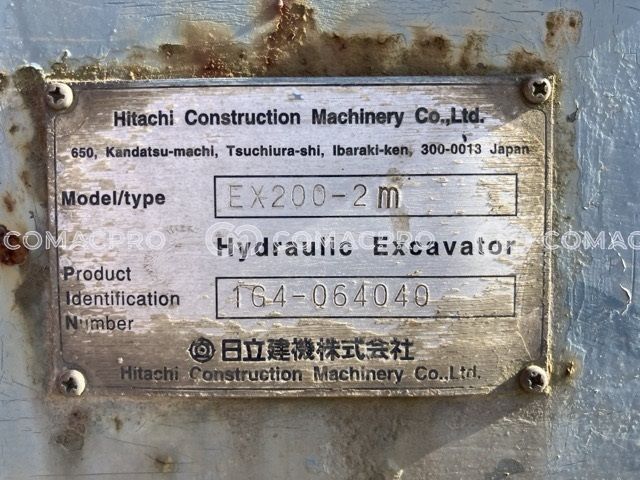 Hitachi Construction Machinery Co.,Ltd.
650, Kandatsu-machi, Tsuchiura-shi, Ibaraki-ken, 300-0013 Japan
Model/type EX200-2m
COMACPRO COMACPRO COMACPRO
Hydraulic Excavator
Product
Identification 1G4-064040
Number
日立建機株式会社
Hitachi Construction Machinery Co.,Ltd.